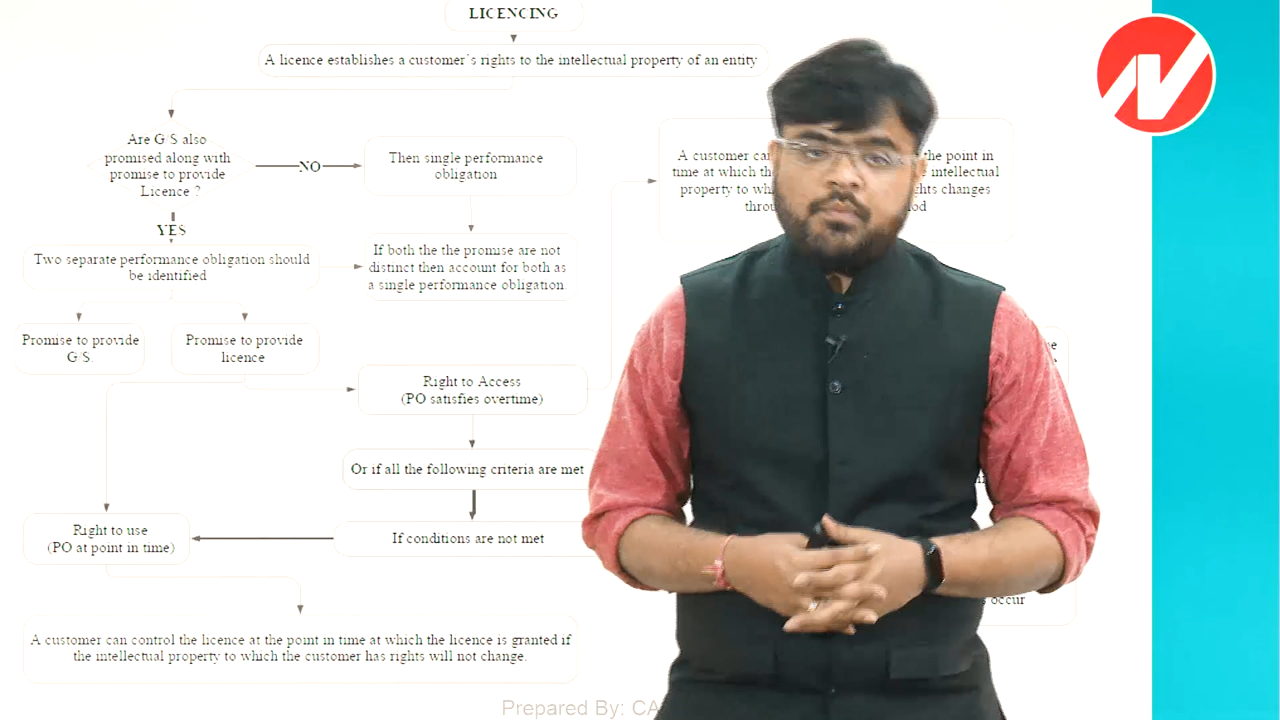 LICENCING
A licence establishes a customer's rights to the intellectual property of an entity
Are G/S also
promised along with
promise to provide
Licence ?
NO
Then single performance
obligation
YES
Two separate performance obligation should
be identified
If both the the promise are not
distinct then account for both as
a single performance obligation
Promise to provide
G/S.
Promise to provide
licence
A customer can
the point in
time at which
intellectual
property to
changes
Right to Access
(PO satisfies overtime)
Or if all the following criteria are met
If conditions are not met
Right to use
(PO at point in time)
occur
A customer can control the licence at the point in time at which the licence is granted if
the intellectual property to which the customer has rights will not change.
Prepared By: CA